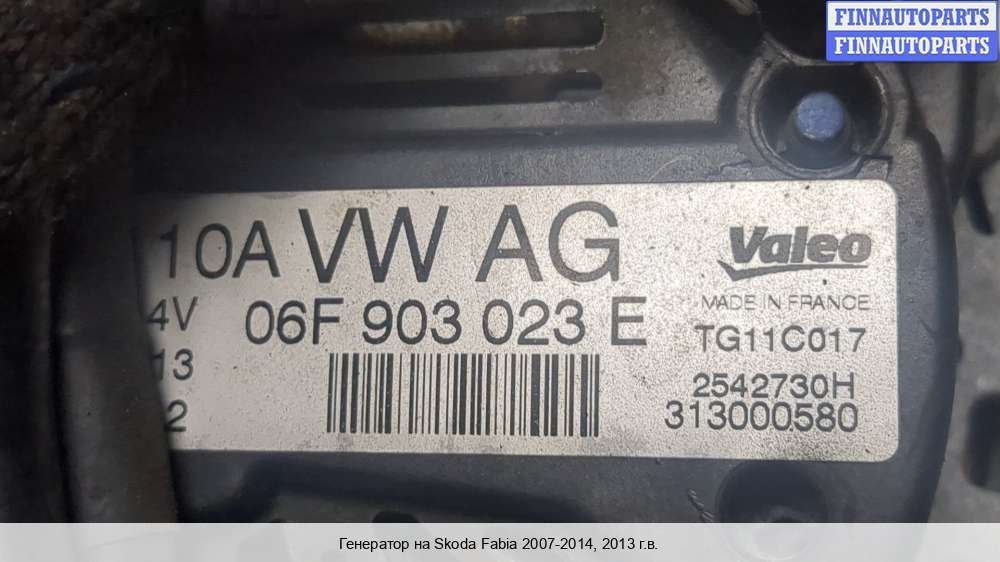 FINNAUTOPARTS
FINNAUTOPARTS
10A VW AG
Valeo
MADE IN FRANCE
4V
06F 903 023 E
TG11C017
13
2542730H
2
313000580
Генератор на Skoda Fabia 2007-2014, 2013 г.в.